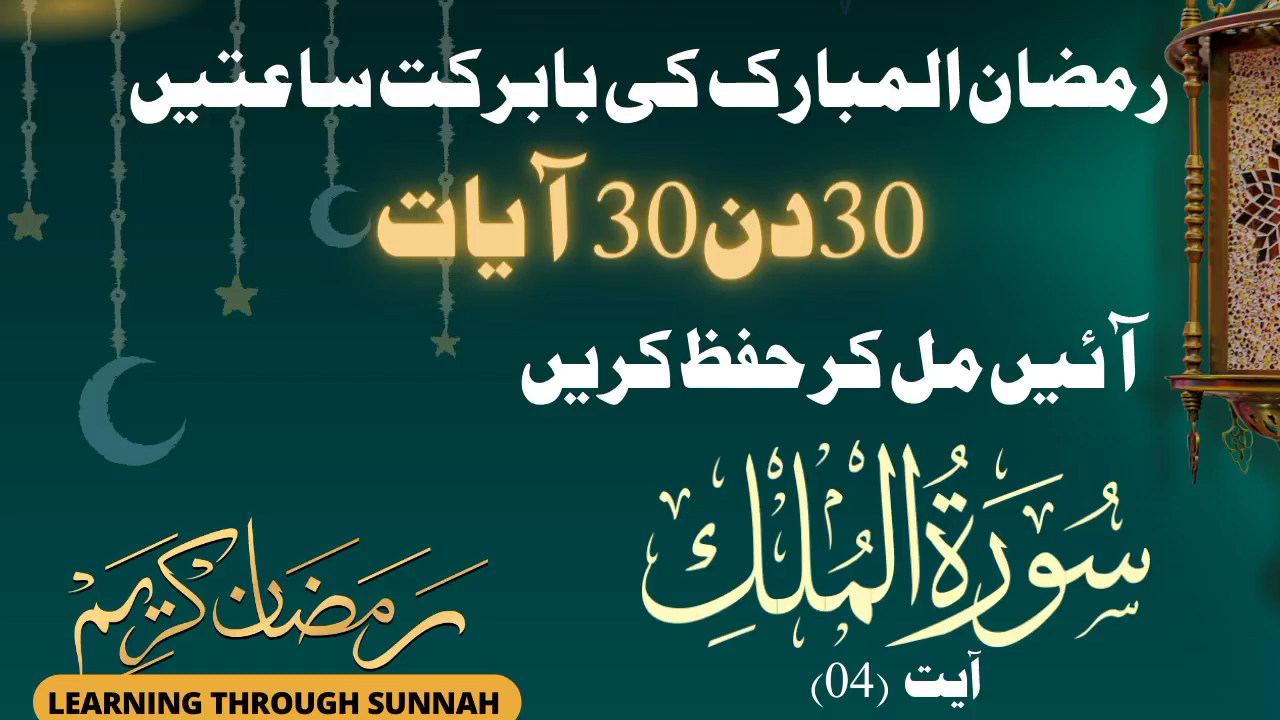 رمضان المبارک کی بابرکت ساعتیں
30 دن 30 آیات
آئیں مل کر حفظ کریں
سُورَةُ المُلْكِ
آیت (04)
رمضان كريم
LEARNING THROUGH SUNNAH